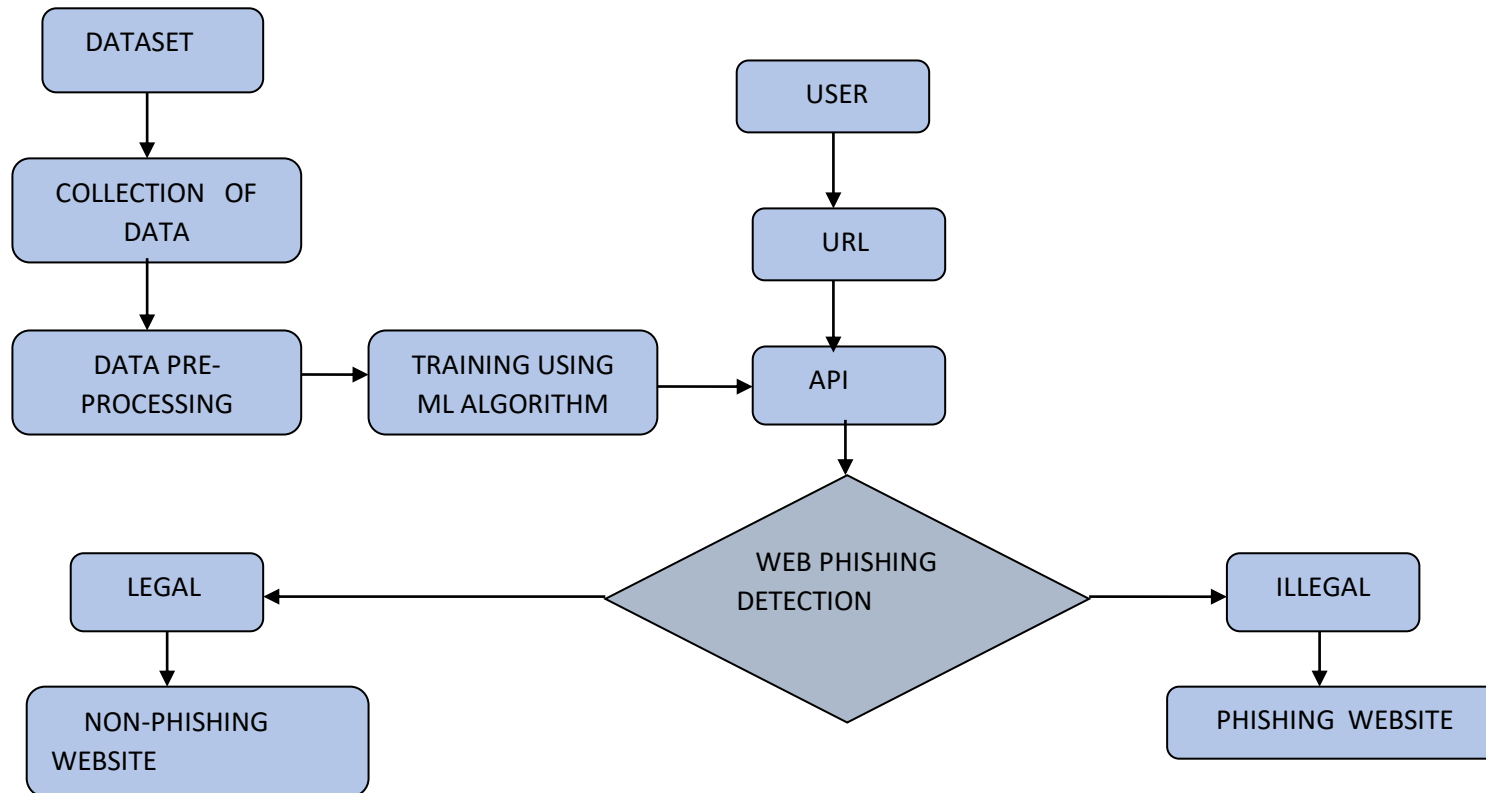 DATASET
USER
COLLECTION OF
DATA
URL
DATA PRE-
PROCESSING
TRAINING USING
ML ALGORITHM
API
WEB PHISHING
DETECTION
LEGAL
ILLEGAL
NON-PHISHING
WEBSITE
PHISHING WEBSITE